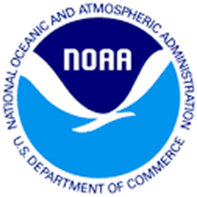 NATIONAL OCEANIC AND ATMOSPHERIC ADMINISTRATION
NOAA
U.S. DEPARTMENT OF COMMERCE